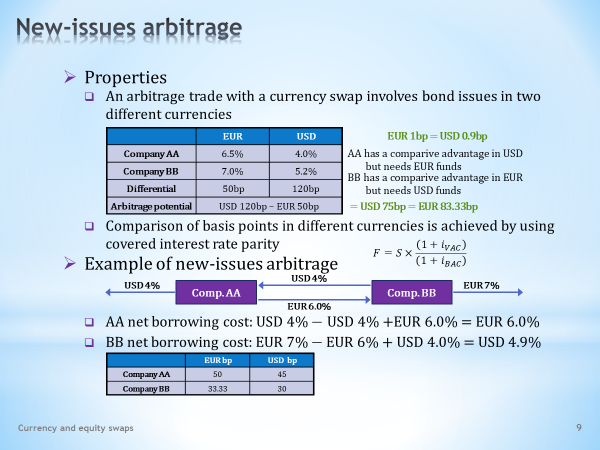 New-issues arbitrage
Properties
An arbitrage trade with a currency swap involves bond issues in two
different currencies
EUR USD
Company AA 6.5% 4.0%
Company BB 7.0% 5.2%
Differential 50bp 120bp
Arbitrage potential USD 120bp – EUR 50bp
EUR 1bp = USD 0.9bp
AA has a comparive advantage in USD
but needs EUR funds
BB has a comparive advantage in EUR
but needs USD funds
= USD 75bp = EUR 83.33bp
Comparison of basis points in different currencies is achieved by using
covered interest rate parity
F = S × (1 + i_VAC) / (1 + i_BAC)
Example of new-issues arbitrage
USD 4% Comp. AA USD 4% Comp. BB EUR 7%
EUR 6.0%
AA net borrowing cost: USD 4% − USD 4% +EUR 6.0% = EUR 6.0%
BB net borrowing cost: EUR 7% − EUR 6% + USD 4.0% = USD 4.9%
EUR bp USD bp
Company AA 50 45
Company BB 33.33 30
Currency and equity swaps 9